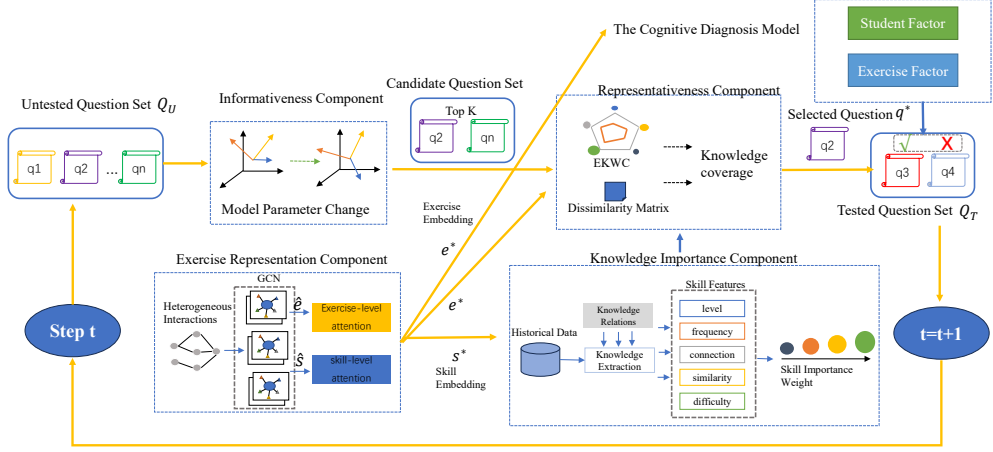 The Cognitive Diagnosis Model
Student Factor
Exercise Factor
Untested Question Set Q_U
q1
q2
...
qn
Informativeness Component
Model Parameter Change
Candidate Question Set
Top K
q2
qn
Representativeness Component
EKWC
Dissimilarity Matrix
Knowledge
coverage
Selected Question q*
q2
√
X
q3
q4
Tested Question Set Q_T
Exercise
Embedding
e*
e*
s*
Skill
Embedding
Exercise Representation Component
GCN
Heterogeneous
Interactions
ê
ŝ
Exercise-level
attention
skill-level
attention
Knowledge Importance Component
Historical Data
Knowledge
Relations
Knowledge
Extraction
Skill Features
level
frequency
connection
similarity
difficulty
Skill Importance
Weight
Step t
t=t+1